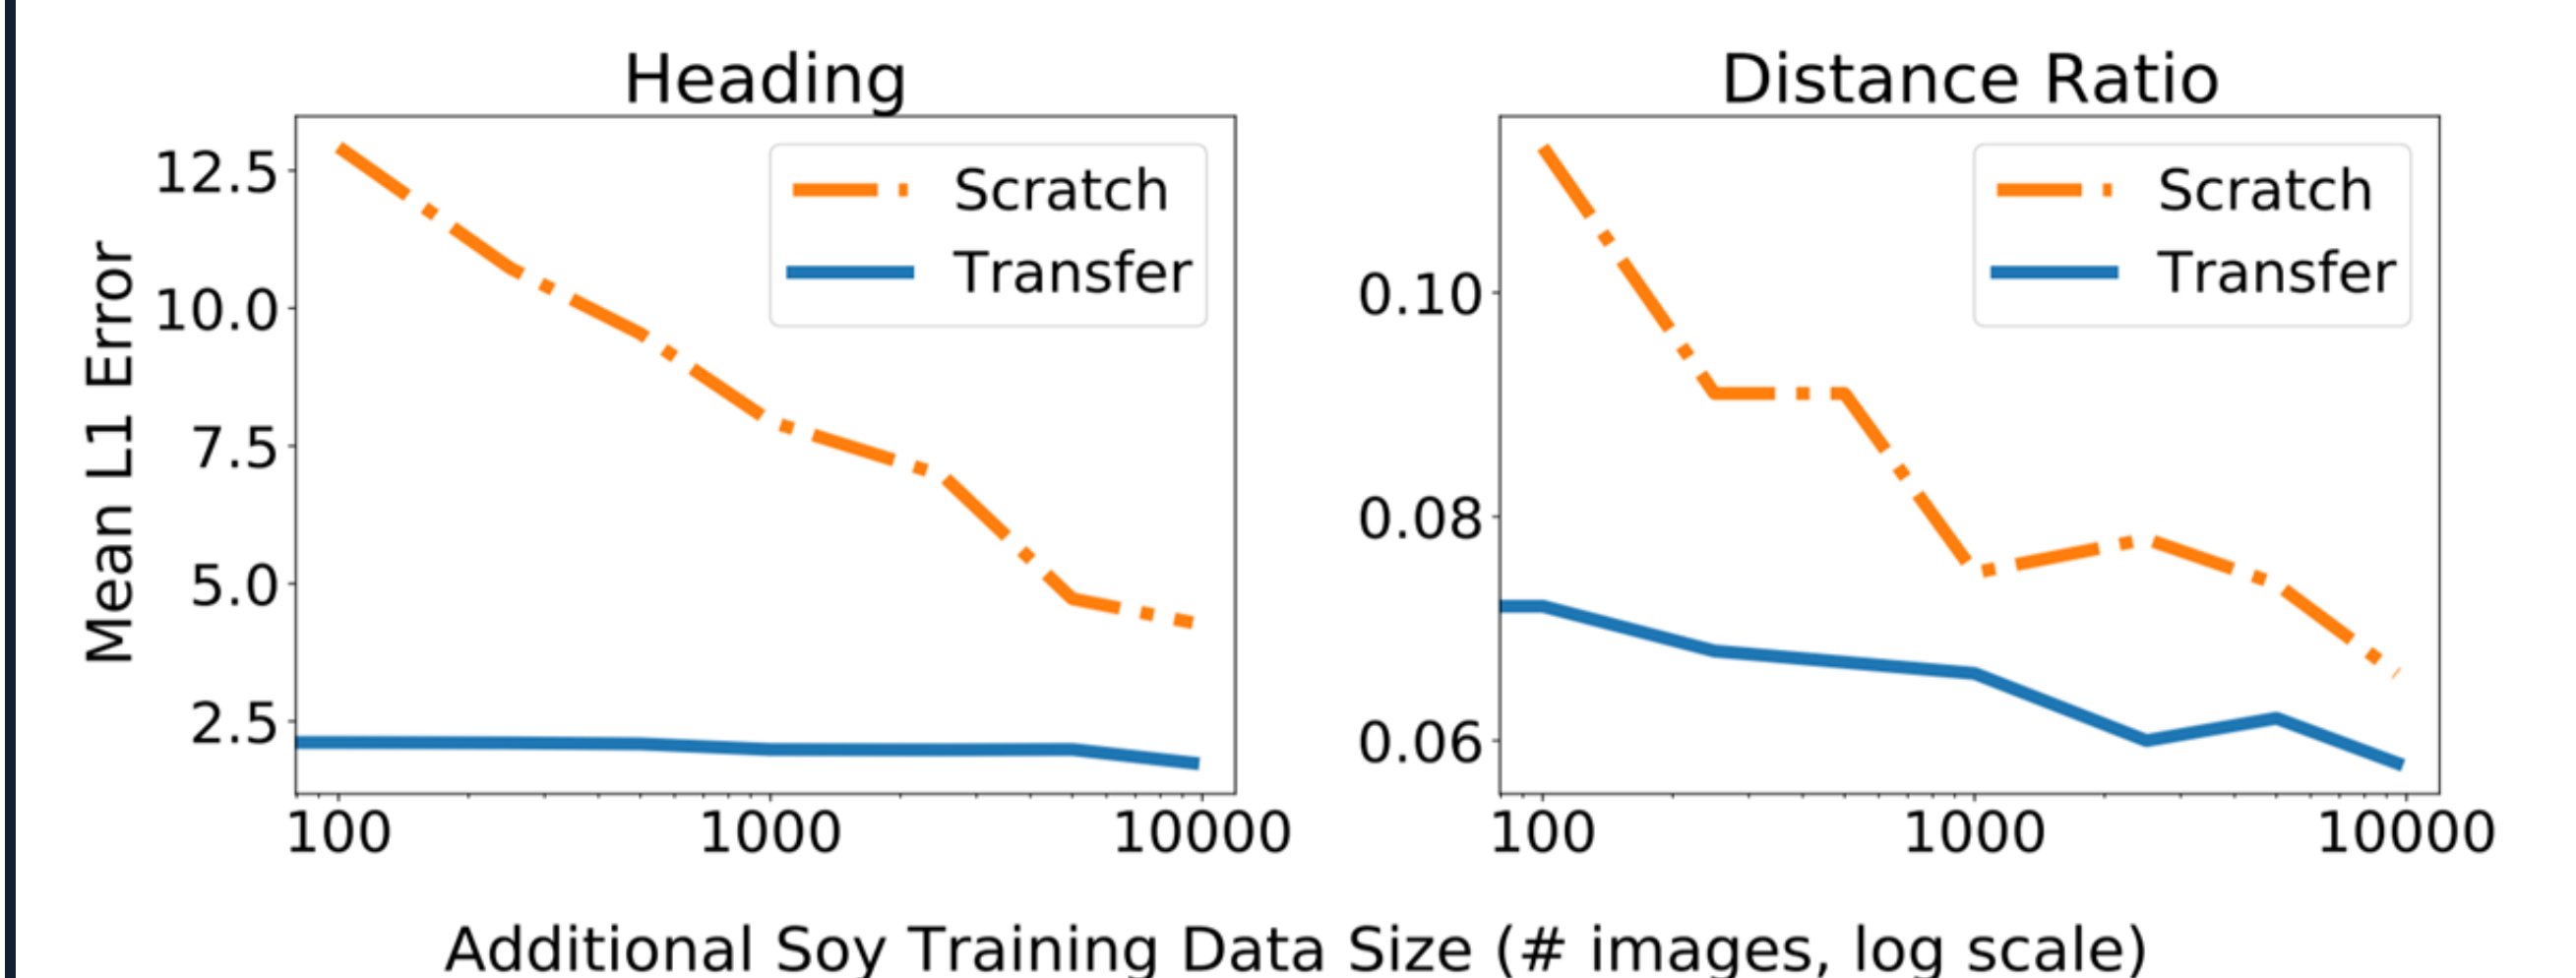 Heading
Distance Ratio
Mean L1 Error
12.5
10.0
7.5
5.0
2.5
Scratch
Transfer
100
1000
10000
0.10
0.08
0.06
Scratch
Transfer
100
1000
10000
Additional Soy Training Data Size (# images, log scale)